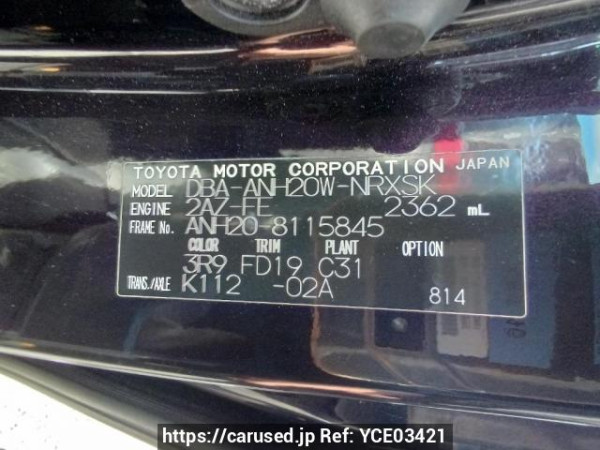 TOYOTA MOTOR CORPORATION JAPAN
MODEL DBA-ANH20W-NRXSK
ENGINE 2AZ-FE 2362 mL
FRAME No. ANH20-8115845
COLOR TRIM PLANT OPTION
3R9 FD19 C31
TRANS./AXLE K112 -02A 814
https://carused.jp Ref: YCE03421